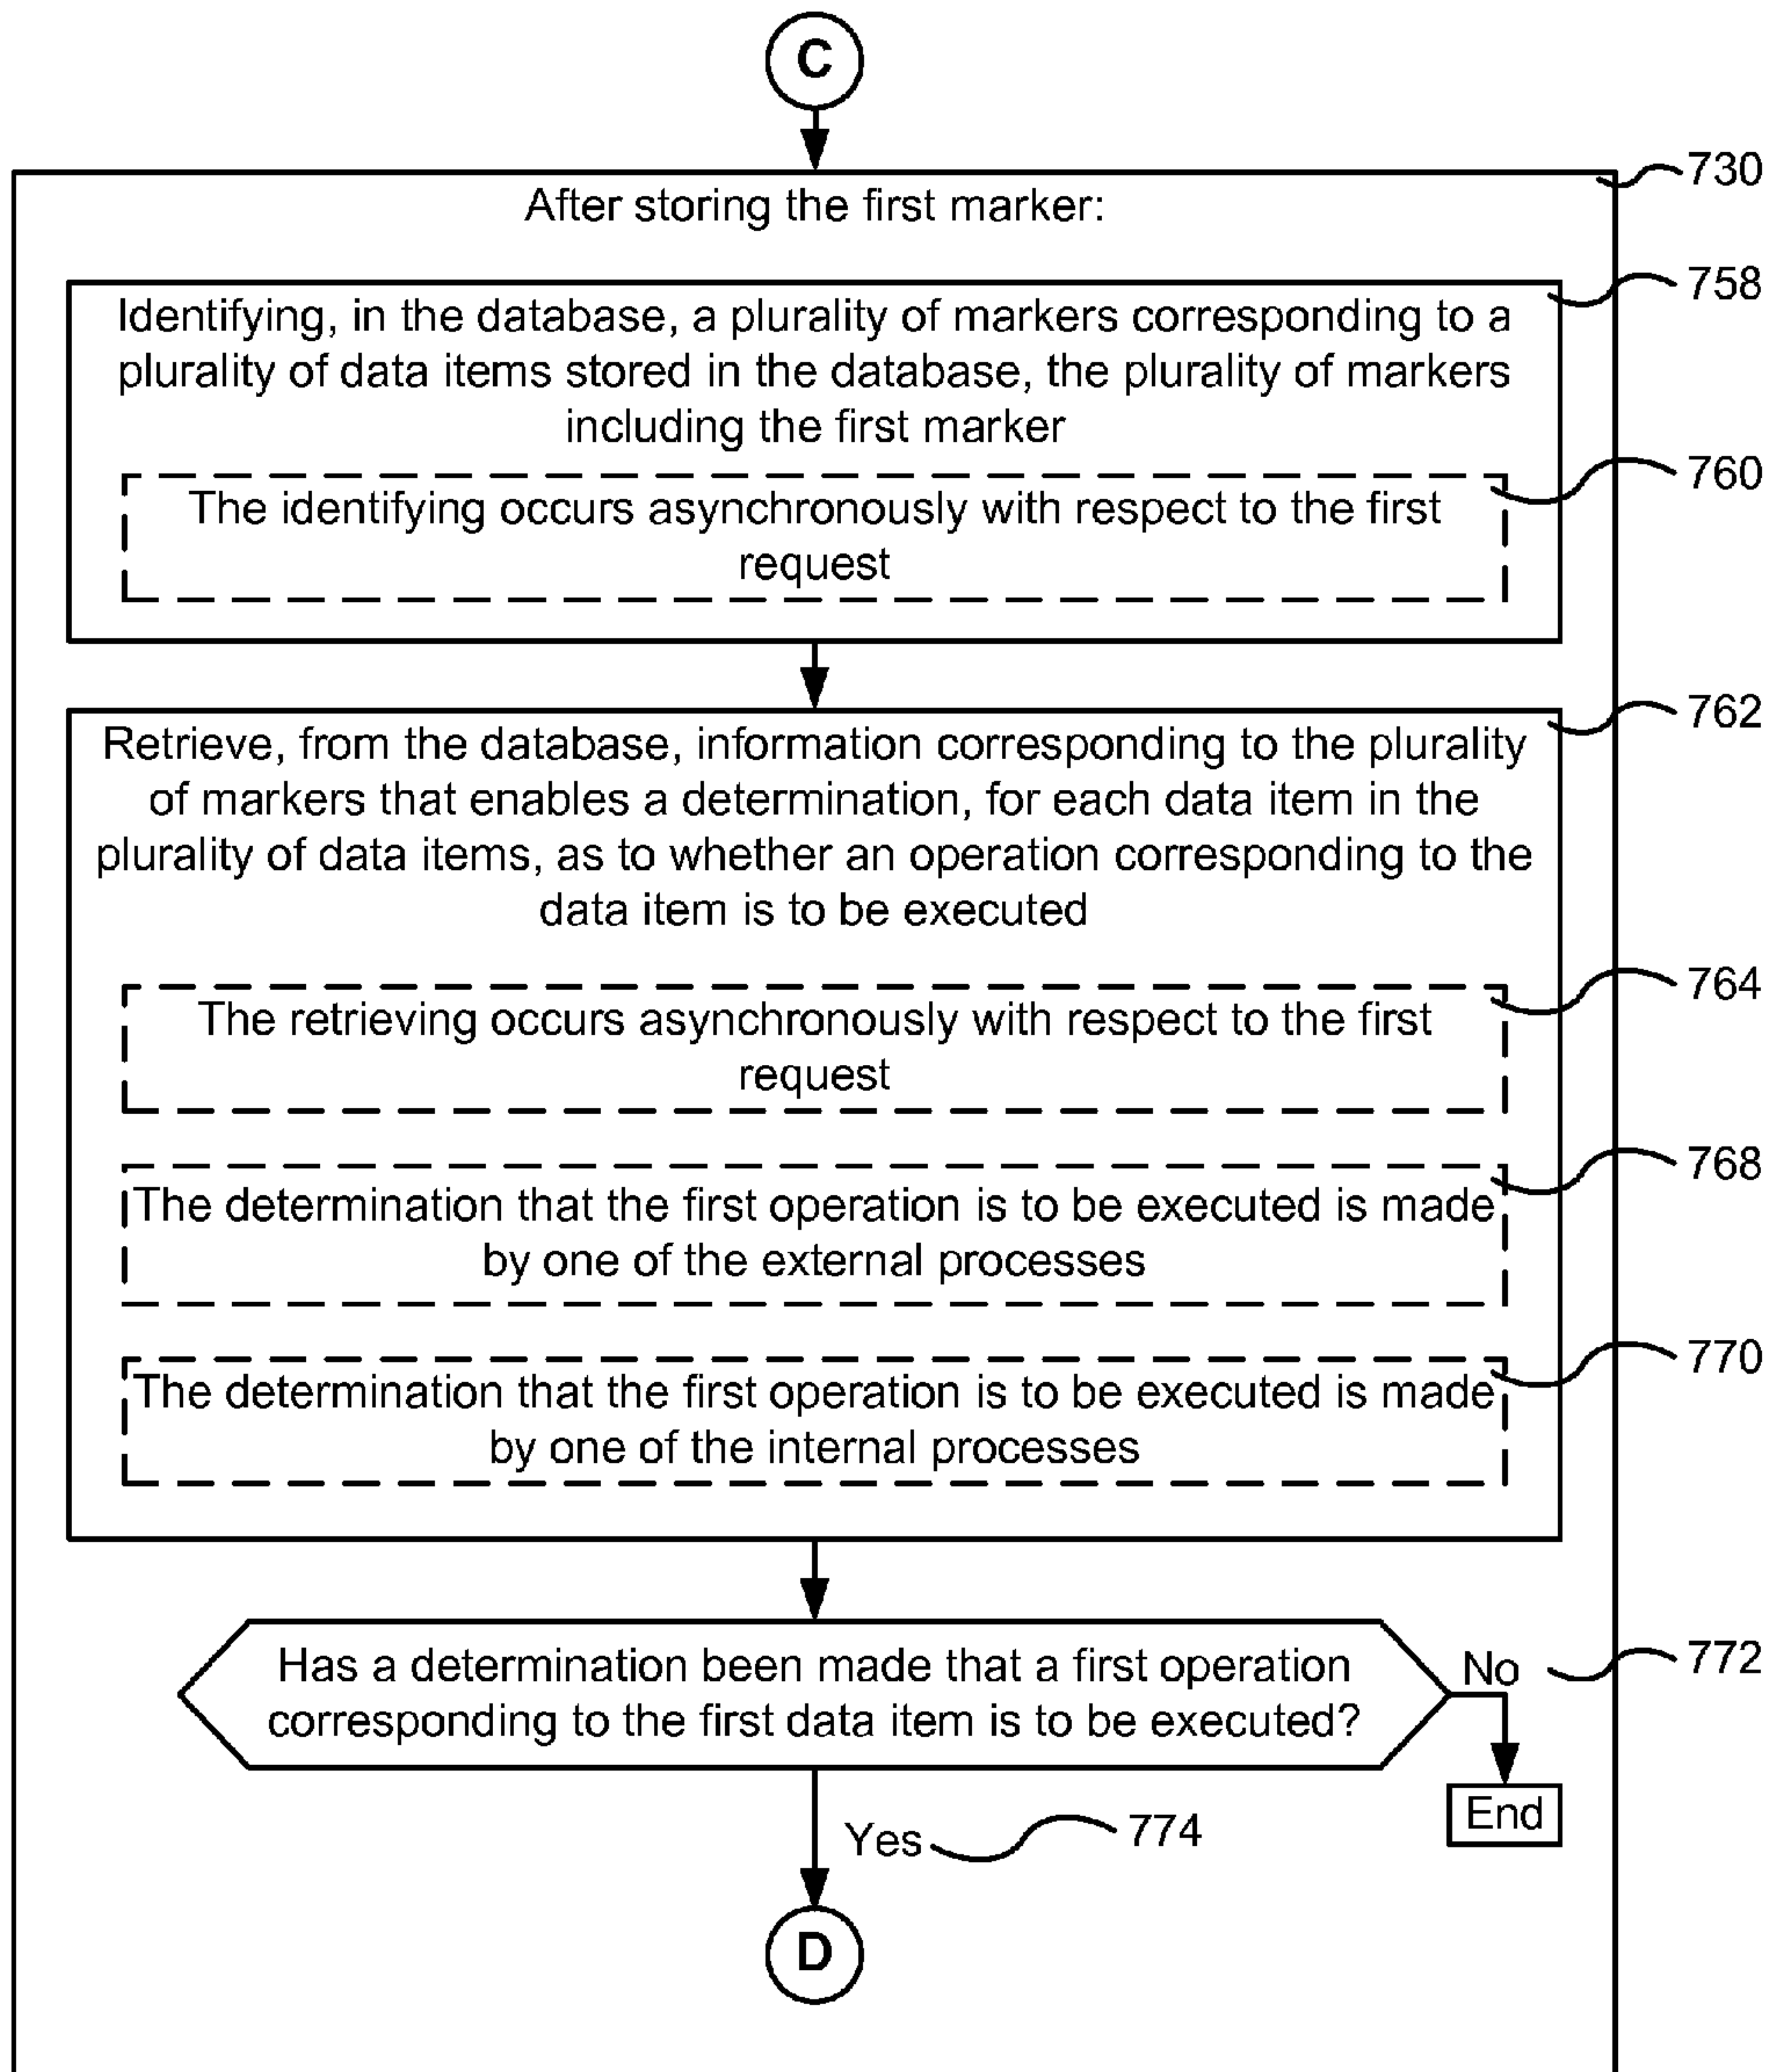 C
730
After storing the first marker:
758
Identifying, in the database, a plurality of markers corresponding to a
plurality of data items stored in the database, the plurality of markers
including the first marker
760
The identifying occurs asynchronously with respect to the first
request
762
Retrieve, from the database, information corresponding to the plurality
of markers that enables a determination, for each data item in the
plurality of data items, as to whether an operation corresponding to the
data item is to be executed
764
The retrieving occurs asynchronously with respect to the first
request
768
The determination that the first operation is to be executed is made
by one of the external processes
770
The determination that the first operation is to be executed is made
by one of the internal processes
772
Has a determination been made that a first operation
corresponding to the first data item is to be executed?
No
End
Yes
774
D